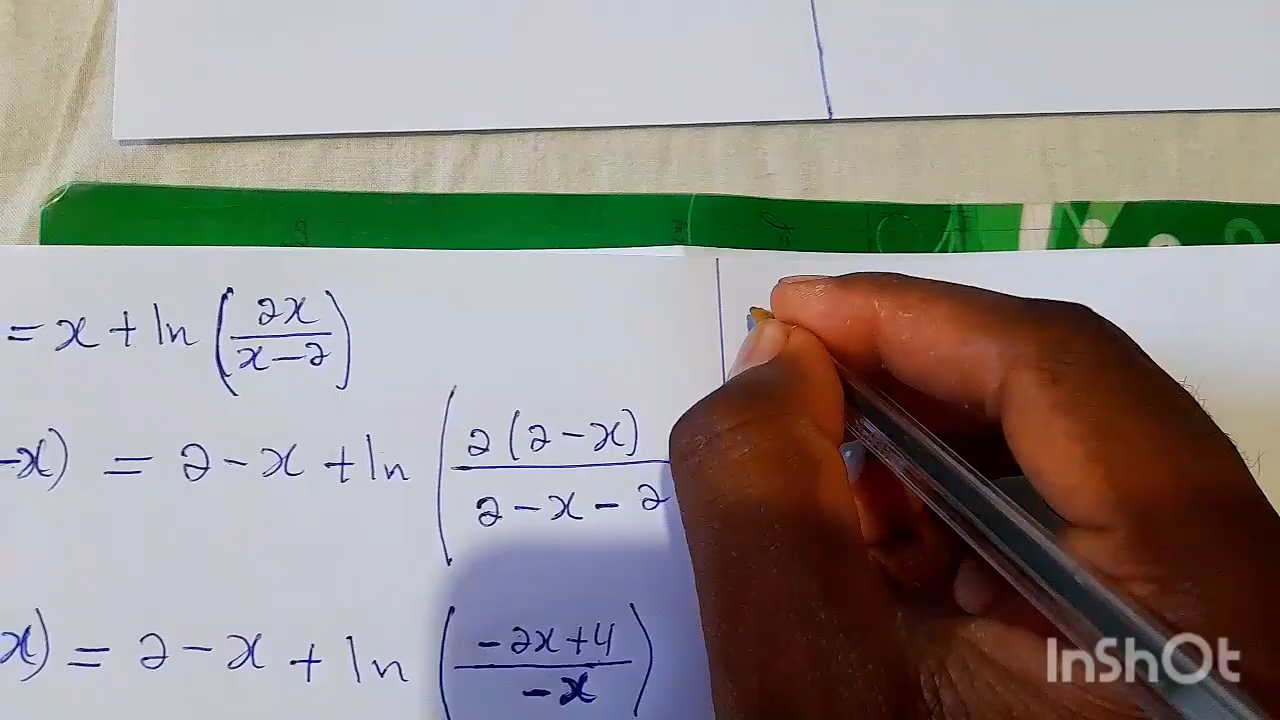 = x + ln (2x / x-2)
-x) = 2-x + ln (2(2-x) / 2-x-2
x) = 2-x + ln (-2x+4 / -x)
InShOt